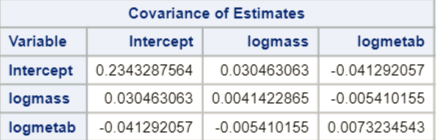 Covariance of Estimates
Variable Intercept logmass logmetab
Intercept 0.2343287564 0.030463063 -0.041292057
logmass 0.030463063 0.0041422865 -0.005410155
logmetab -0.041292057 -0.005410155 0.0073234543